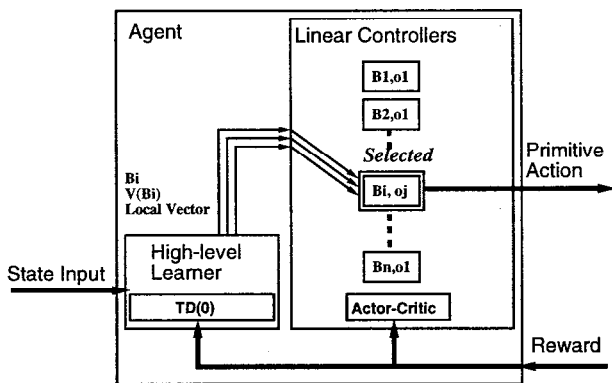 Agent
Linear Controllers
B1,o1
B2,o1
Selected
Primitive
Action
Bi
V(Bi)
Local Vector
Bi, oj
High-level
Learner
State Input
Bn,o1
TD(0)
Actor-Critic
Reward